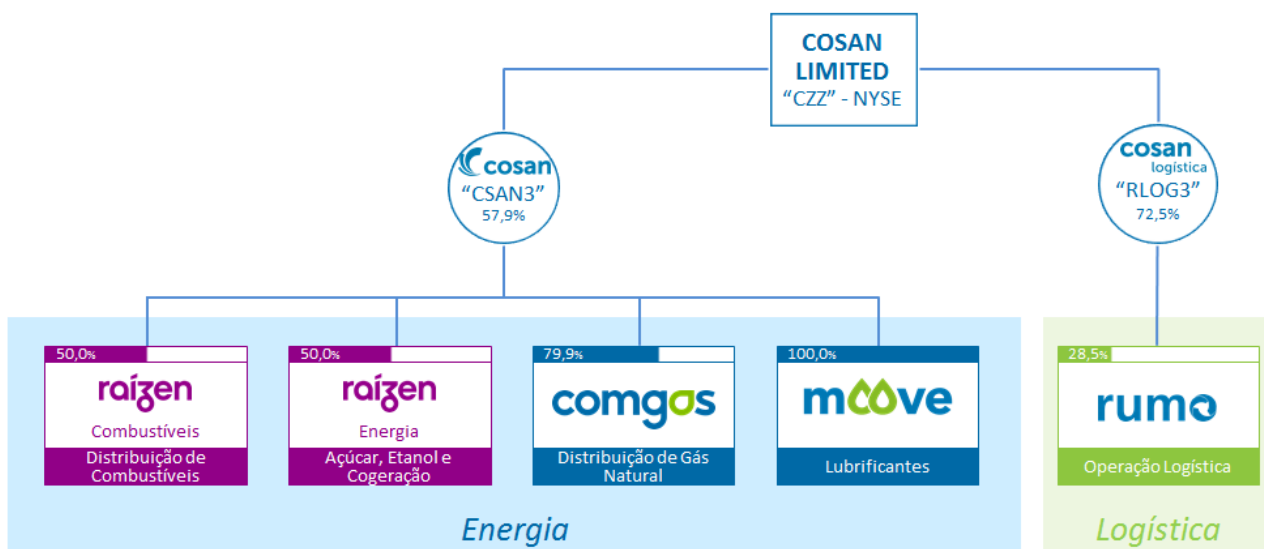 COSAN
LIMITED
“CZZ” - NYSE
cosan
“CSAN3”
57,9%
cosan
logística
“RLOG3”
72,5%
50,0%
raízen
Combustíveis
Distribuição de
Combustíveis
50,0%
raízen
Energia
Açúcar, Etanol e
Cogeração
79,9%
comgas
Distribuição de Gás
Natural
100,0%
moove
Lubrificantes
28,5%
rumo
Operação Logística
Energia
Logística